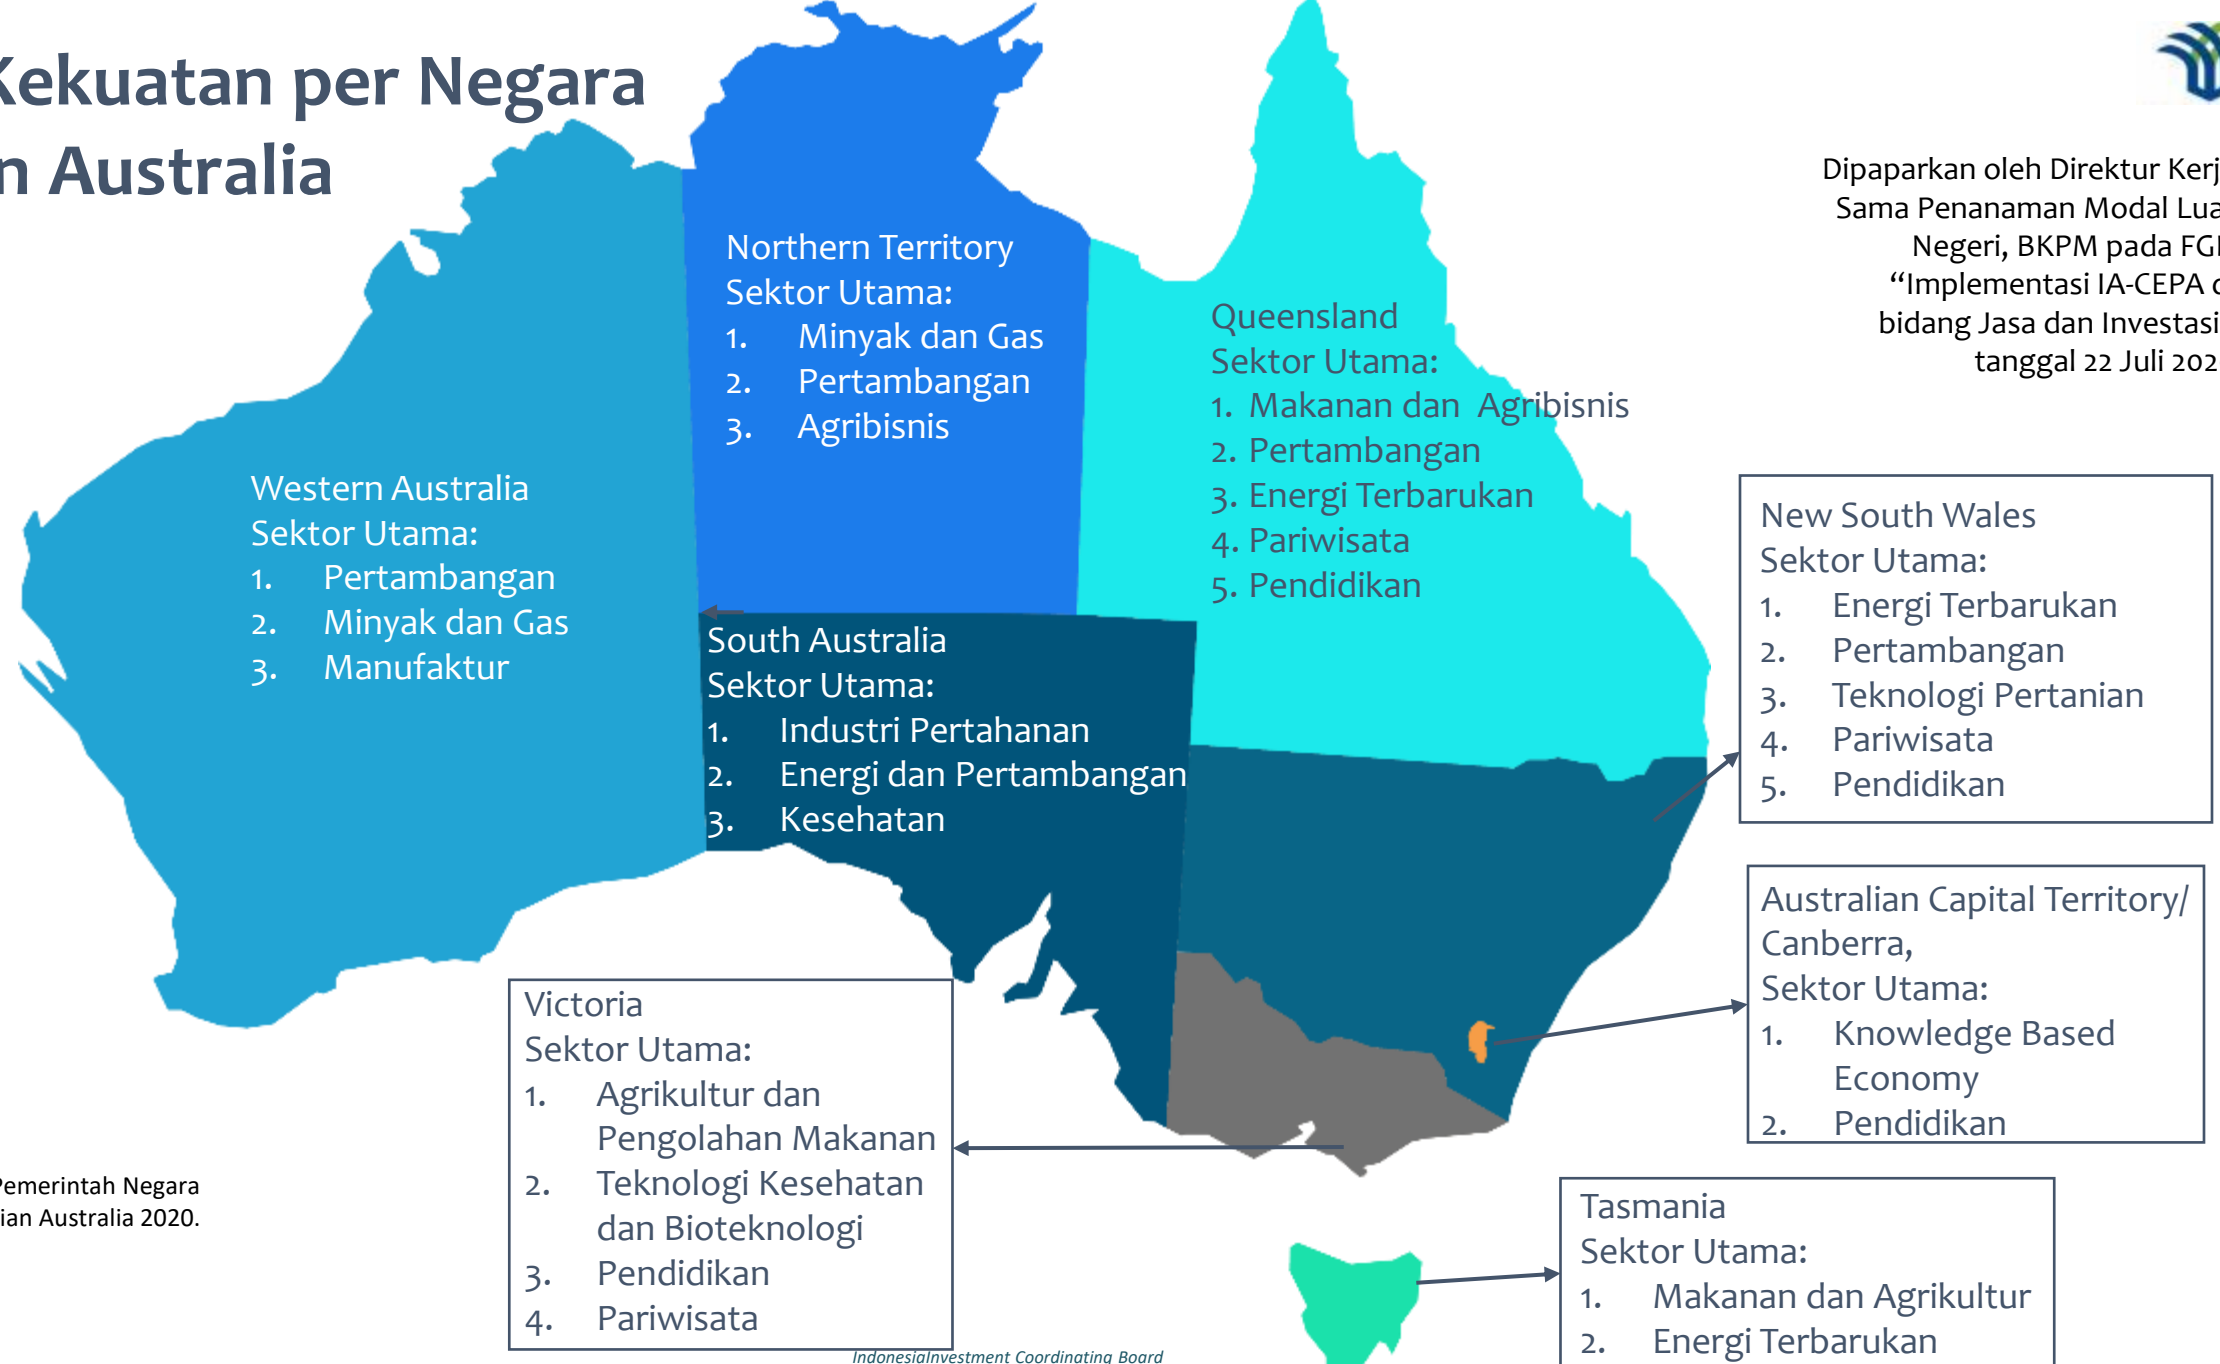 Kekuatan per Negara
n Australia
Dipaparkan oleh Direktur Kerj
Sama Penanaman Modal Lua
Negeri, BKPM pada FG
“Implementasi IA-CEPA
bidang Jasa dan Investasi
tanggal 22 Juli 202
Northern Territory
Sektor Utama:
1. Minyak dan Gas
2. Pertambangan
3. Agribisnis
Queensland
Sektor Utama:
1. Makanan dan Agribisnis
2. Pertambangan
3. Energi Terbarukan
4. Pariwisata
5. Pendidikan
Western Australia
Sektor Utama:
1. Pertambangan
2. Minyak dan Gas
3. Manufaktur
South Australia
Sektor Utama:
1. Industri Pertahanan
2. Energi dan Pertambangan
3. Kesehatan
New South Wales
Sektor Utama:
1. Energi Terbarukan
2. Pertambangan
3. Teknologi Pertanian
4. Pariwisata
5. Pendidikan
Australian Capital Territory/
Canberra,
Sektor Utama:
1. Knowledge Based
Economy
2. Pendidikan
Victoria
Sektor Utama:
1. Agrikultur dan
Pengolahan Makanan
2. Teknologi Kesehatan
dan Bioteknologi
3. Pendidikan
4. Pariwisata
Tasmania
Sektor Utama:
1. Makanan dan Agrikultur
2. Energi Terbarukan
Pemerintah Negara
ian Australia 2020.
IndonesiaInvestment Coordinating Board